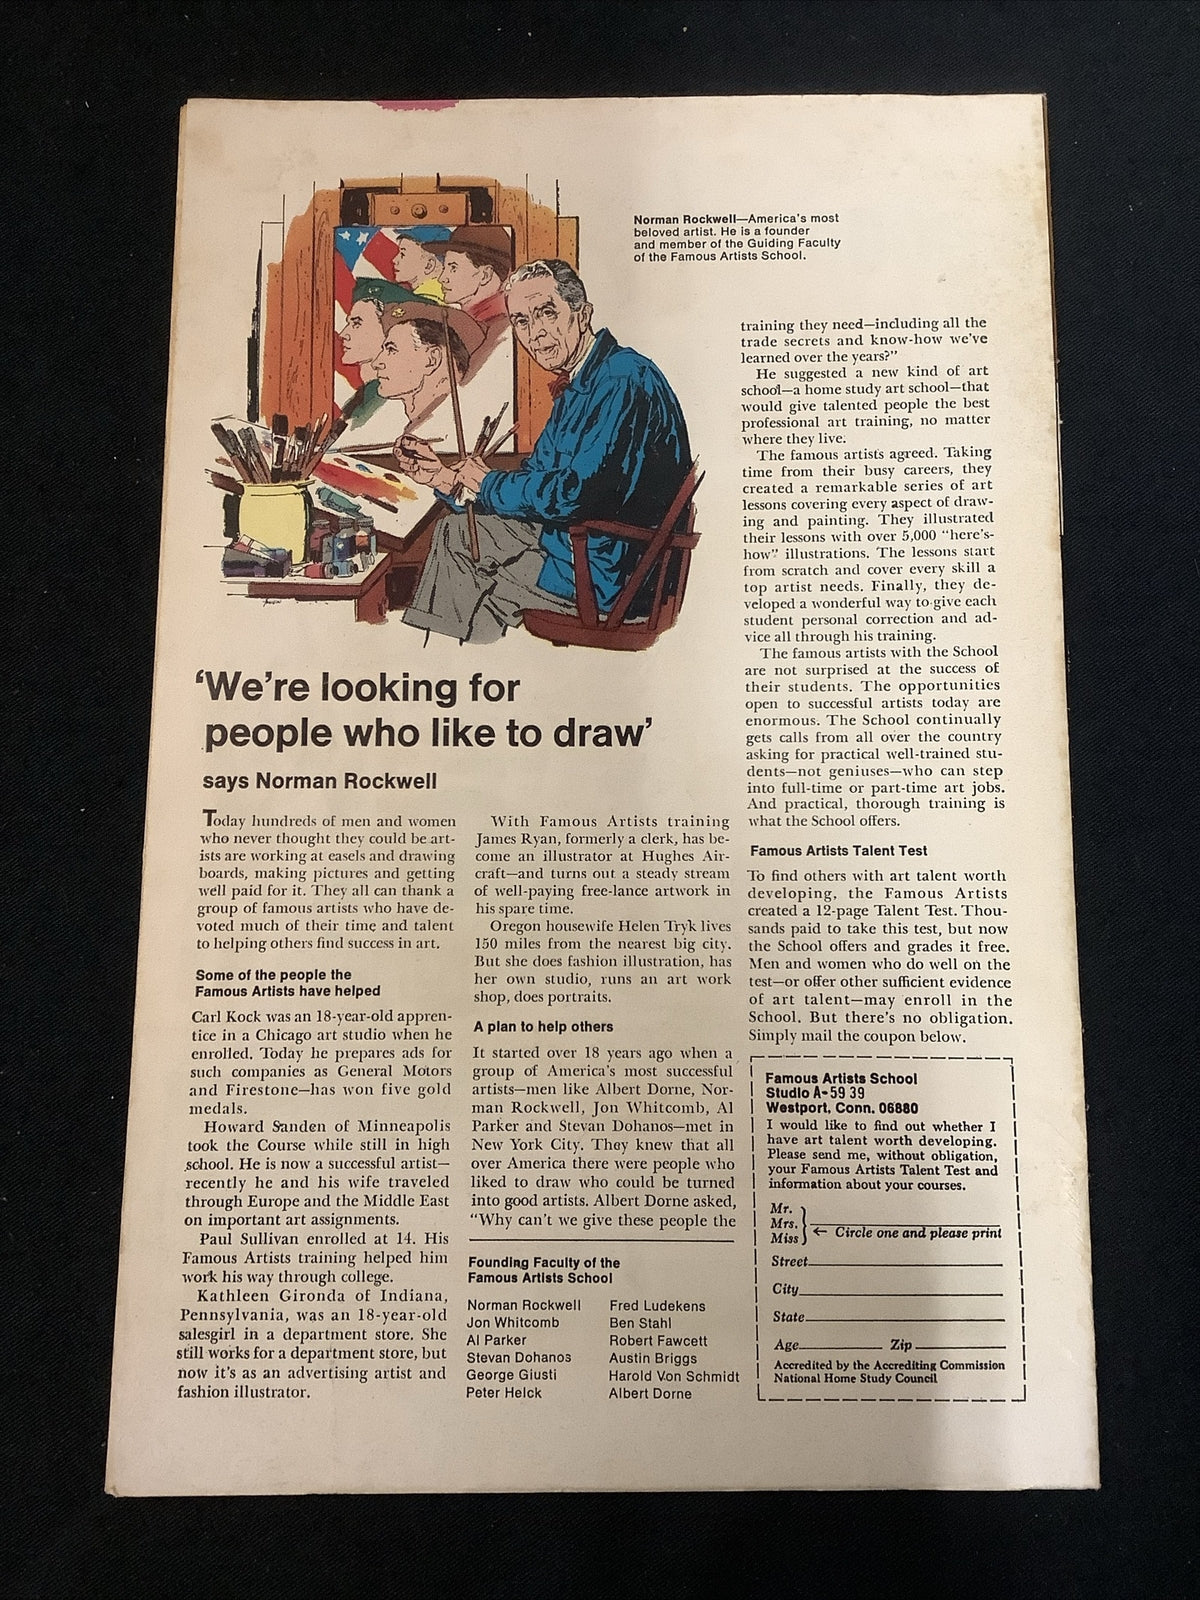 Norman Rockwell—America's most
beloved artist. He is a founder
and member of the Guiding Faculty
of the Famous Artists School.
'We're looking for
people who like to draw'
says Norman Rockwell
Today hundreds of men and women
who never thought they could be art-
ists are working at easels and drawing
boards, making pictures and getting
well paid for it. They all can thank a
group of famous artists who have de-
voted much of their time and talent
to helping others find success in art.
Some of the people the
Famous Artists have helped
Carl Kock was an 18-year-old appren-
tice in a Chicago art studio when he
enrolled. Today he prepares ads for
such companies as General Motors
and Firestone—has won five gold
medals.
Howard Sanden of Minneapolis
took the Course while still in high
school. He is now a successful artist—
recently he and his wife traveled
through Europe and the Middle East
on important art assignments.
Paul Sullivan enrolled at 14. His
Famous Artists training helped him
work his way through college.
Kathleen Gironda of Indiana,
Pennsylvania, was an 18-year-old
salesgirl in a department store. She
still works for a department store, but
now it's as an advertising artist and
fashion illustrator.
With Famous Artists training
James Ryan, formerly a clerk, has be-
come an illustrator at Hughes Air-
craft—and turns out a steady stream
of well-paying free-lance artwork in
his spare time.
Oregon housewife Helen Tryk lives
150 miles from the nearest big city.
But she does fashion illustration, has
her own studio, runs an art work
shop, does portraits.
A plan to help others
It started over 18 years ago when a
group of America's most successful
artists—men like Albert Dorne, Nor-
man Rockwell, Jon Whitcomb, Al
Parker and Stevan Dohanos—met in
New York City. They knew that all
over America there were people who
liked to draw who could be turned
into good artists. Albert Dorne asked,
"Why can't we give these people the
Founding Faculty of the
Famous Artists School
Norman Rockwell
Jon Whitcomb
Al Parker
Stevan Dohanos
George Giusti
Peter Helck
Fred Ludekens
Ben Stahl
Robert Fawcett
Austin Briggs
Harold Von Schmidt
Albert Dorne
training they need—including all the
trade secrets and know-how we've
learned over the years?"
He suggested a new kind of art
school—a home study art school—that
would give talented people the best
professional art training, no matter
where they live.
The famous artists agreed. Taking
time from their busy careers, they
created a remarkable series of art
lessons covering every aspect of draw-
ing and painting. They illustrated
their lessons with over 5,000 "here's-
how" illustrations. The lessons start
from scratch and cover every skill a
top artist needs. Finally, they de-
veloped a wonderful way to give each
student personal correction and ad-
vice all through his training.
The famous artists with the School
are not surprised at the success of
their students. The opportunities
open to successful artists today are
enormous. The School continually
gets calls from all over the country
asking for practical well-trained stu-
dents—not geniuses—who can step
into full-time or part-time art jobs.
And practical, thorough training is
what the School offers.
Famous Artists Talent Test
To find others with art talent worth
developing, the Famous Artists
created a 12-page Talent Test. Thou-
sands paid to take this test, but now
the School offers and grades it free.
Men and women who do well on the
test—or offer other sufficient evidence
of art talent—may enroll in the
School. But there's no obligation.
Simply mail the coupon below.
Famous Artists School
Studio A-5939
Westport, Conn. 06880
I would like to find out whether I
have art talent worth developing.
Please send me, without obligation,
your Famous Artists Talent Test and
information about your courses.
Mr.
Mrs.
Miss ← Circle one and please print
Street
City
State
Age Zip
Accredited by the Accrediting Commission
National Home Study Council